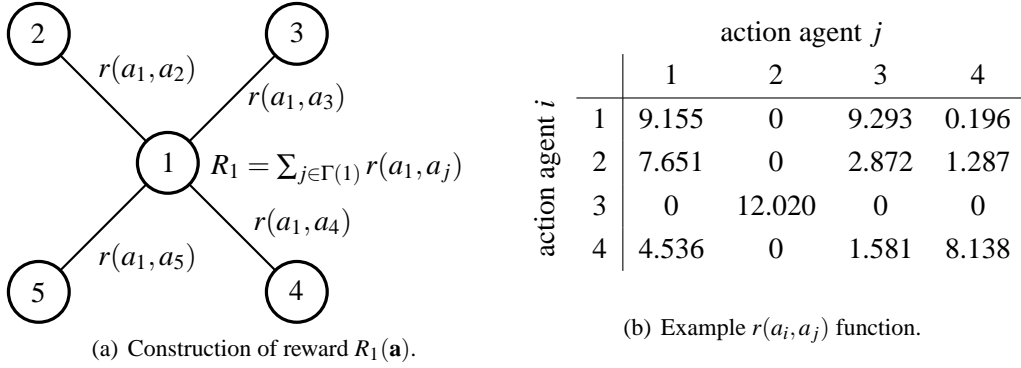 2
3
r(a₁,a₂)
r(a₁,a₃)
1 R₁ = ∑_{j∈Γ(1)} r(a₁,a_j)
r(a₁,a₅)
r(a₁,a₄)
5
4
(a) Construction of reward R₁(𝐚).
action agent j
1 2 3 4
action agent i
1 9.155 0 9.293 0.196
2 7.651 0 2.872 1.287
3 0 12.020 0 0
4 4.536 0 1.581 8.138
(b) Example r(a_i,a_j) function.